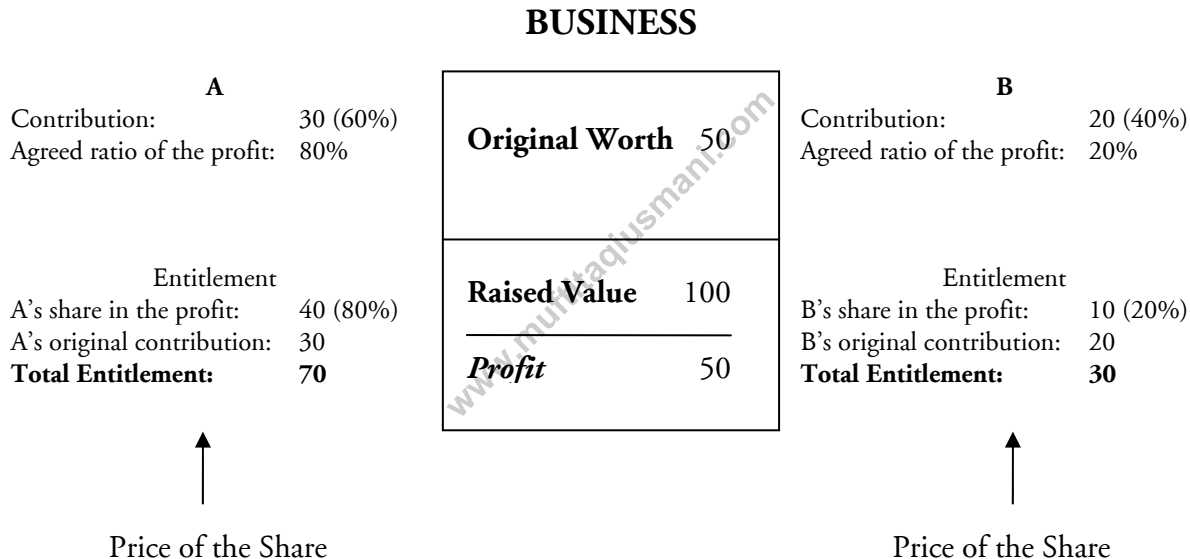 BUSINESS
A
Contribution: 30 (60%)
Agreed ratio of the profit: 80%
Entitlement
A's share in the profit: 40 (80%)
A's original contribution: 30
Total Entitlement: 70
Price of the Share
Original Worth 50
Raised Value 100
Profit 50
www.muftitaqiusmani.com
B
Contribution: 20 (40%)
Agreed ratio of the profit: 20%
Entitlement
B's share in the profit: 10 (20%)
B's original contribution: 20
Total Entitlement: 30
Price of the Share